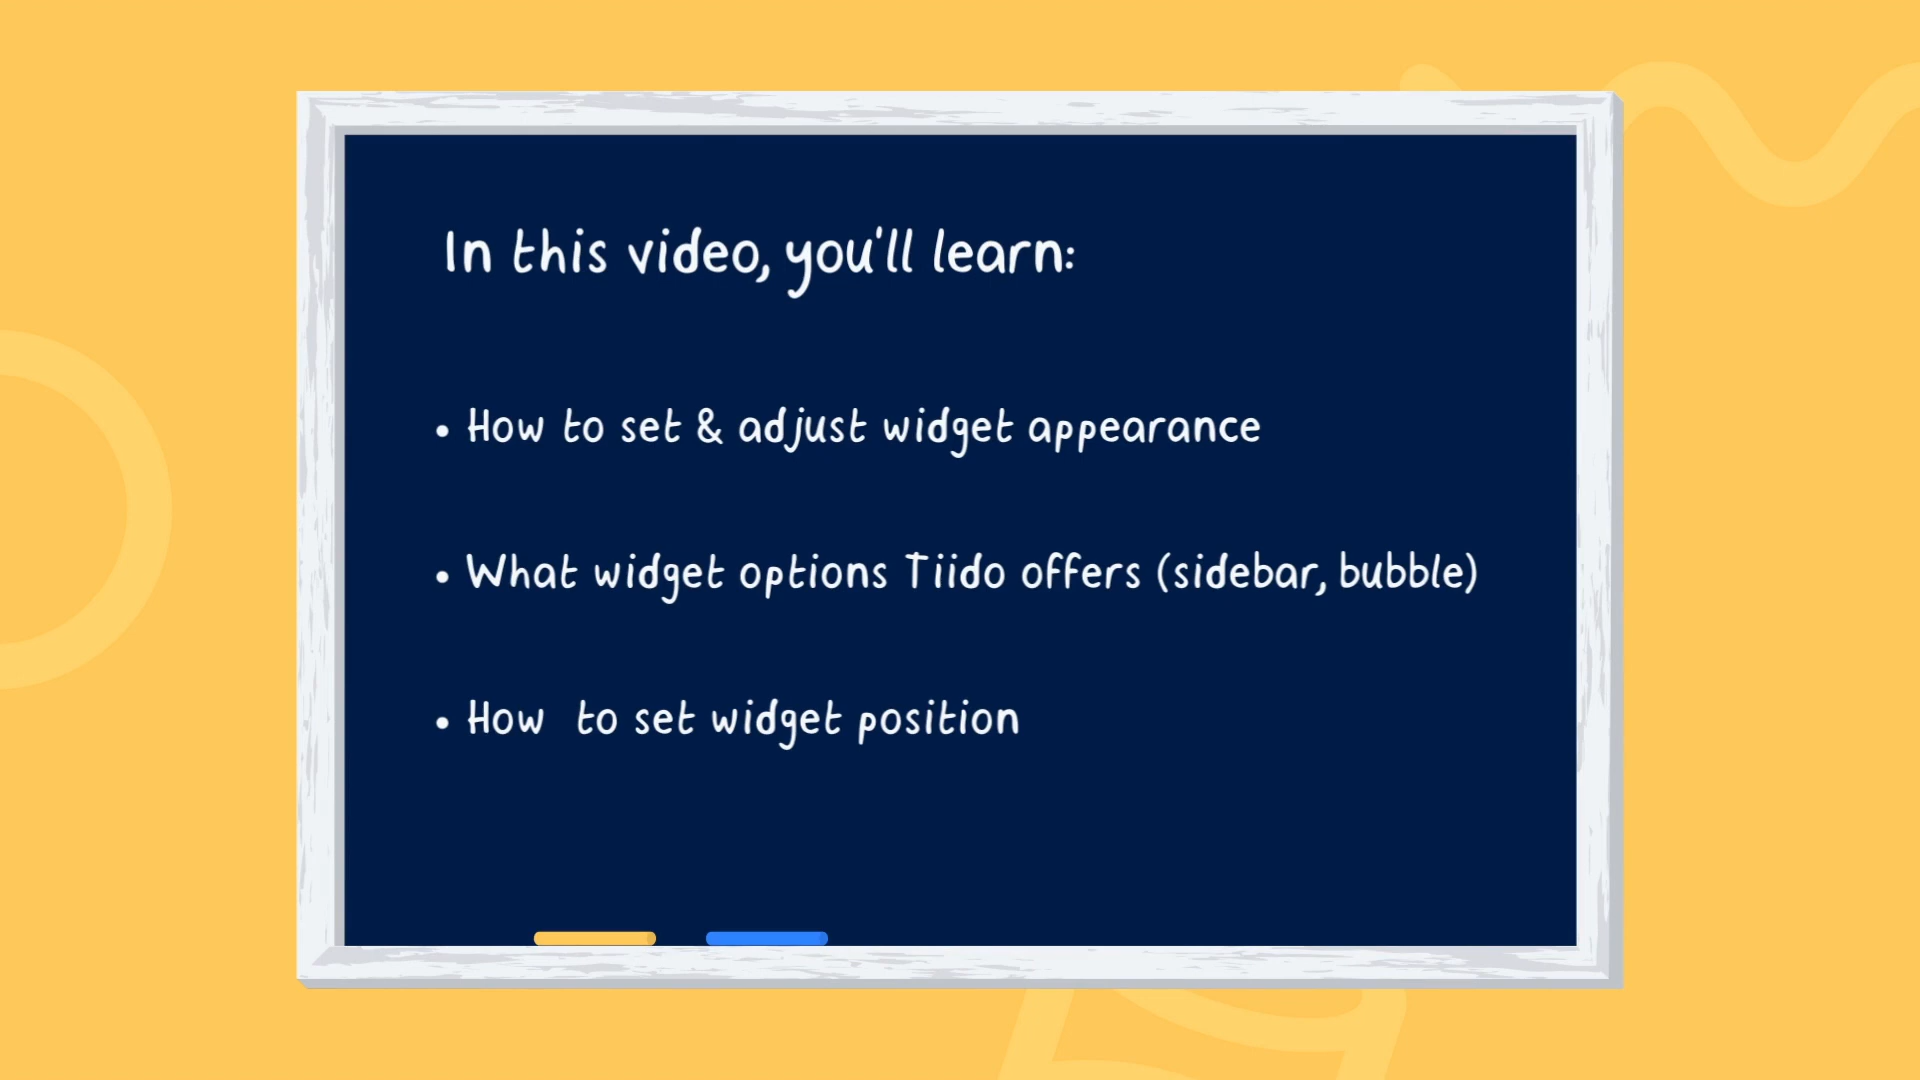 In this video, you'll learn:
• How to set & adjust widget appearance
• What widget options Tiido offers (sidebar, bubble)
• How to set widget position